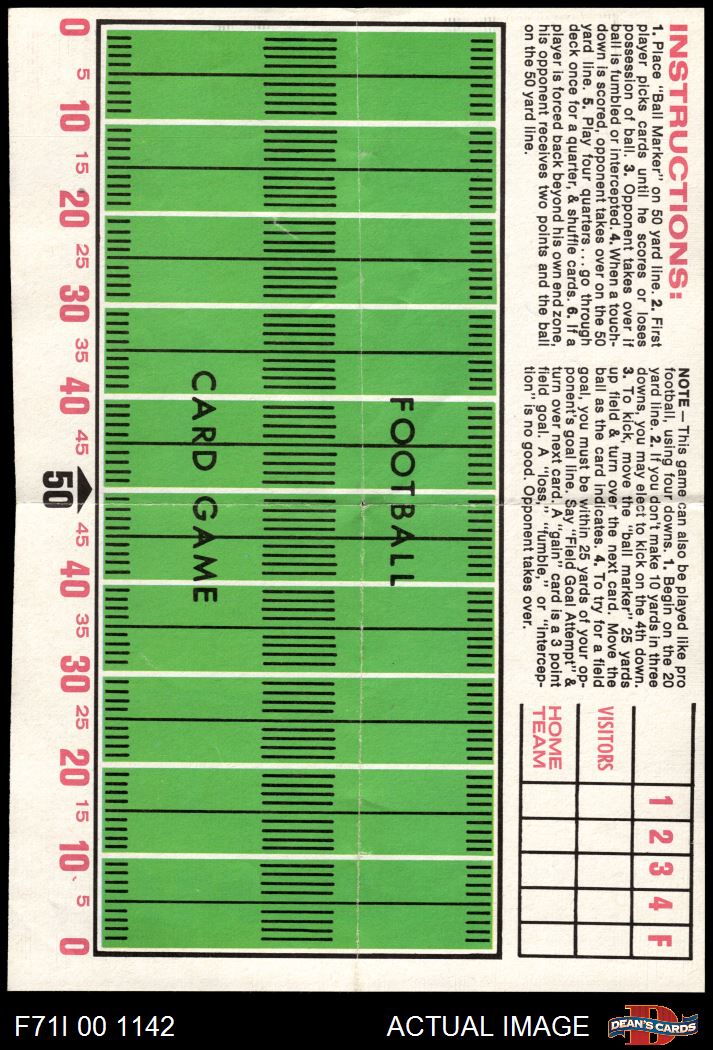 INSTRUCTIONS:
1. Place "Ball Marker" on 50 yard line. 2. First
player picks cards until he scores or loses
possession of ball. 3. Opponent takes over if
ball is fumbled or intercepted. 4. When a touch-
down is scored, opponent takes over on the 50
yard line. 5. Play four quarters...go through
deck once for a quarter, & shuffle cards. 6. If a
player is forced back beyond his own end zone,
his opponent receives two points and the ball
on the 50 yard line.
NOTE—This game can also be played like pro
football, using four downs. 1. Begin on the 20
yard line. 2. If you don't make 10 yards in three
downs, you may elect to kick on the 4th down.
3. To kick, move the "ball marker" 25 yards
up field & turn over the next card. Move the
ball as the card indicates. 4. To try for a field
goal, you must be within 25 yards of your op-
ponent's goal line. Say "Field Goal Attempt" &
turn over next card. A "gain" card is a 3 point
field goal. A "loss," "fumble," or "intercep-
tion" is no good. Opponent takes over.
1 2 3 4 F
VISITORS
HOME
TEAM
FOOTBALL
CARD GAME
0 5 10 15 20 25 30 35 40 45 50 45 40 35 30 25 20 15 10 5 0
F71I 00 1142
ACTUAL IMAGE
D
DEAN'S CARDS